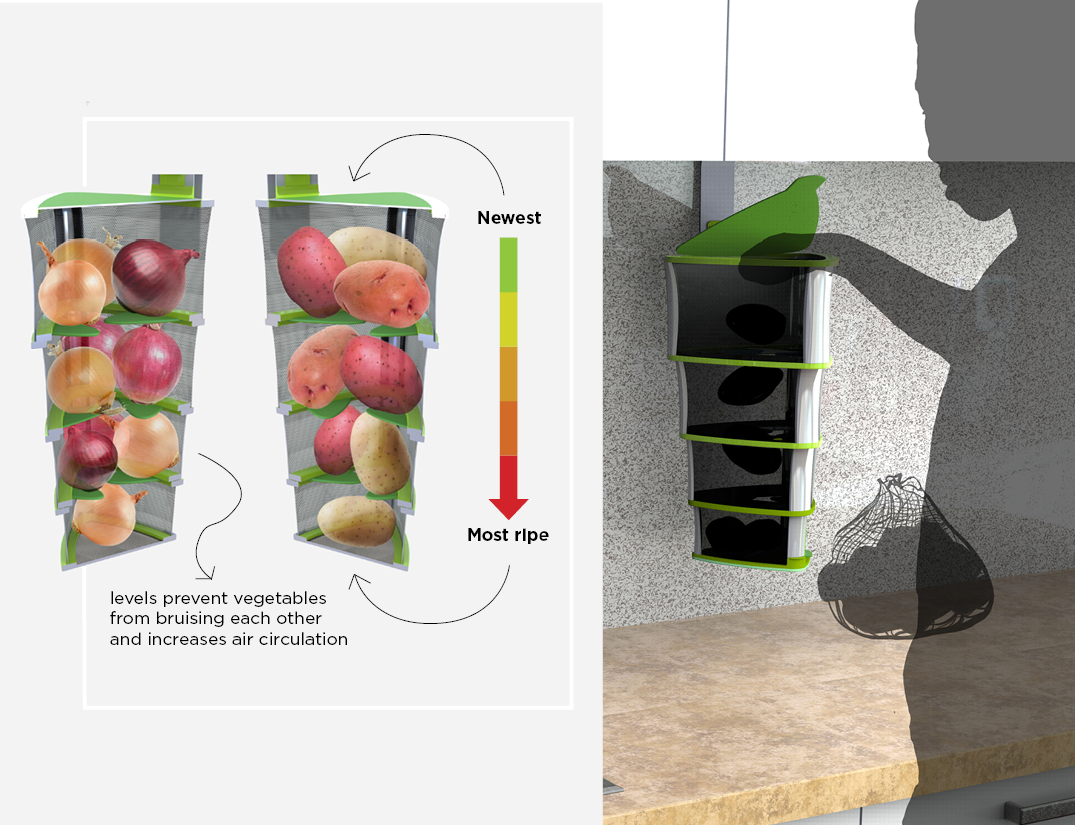 Newest
Most ripe
levels prevent vegetables
from bruising each other
and increases air circulation